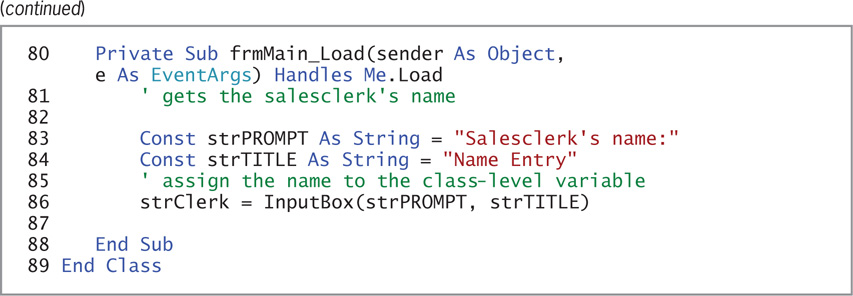 (continued)
80 Private Sub frmMain_Load(sender As Object,
e As EventArgs) Handles Me.Load
81 ' gets the salesclerk's name
82
83 Const strPROMPT As String = "Salesclerk's name:"
84 Const strTITLE As String = "Name Entry"
85 ' assign the name to the class-level variable
86 strClerk = InputBox(strPROMPT, strTITLE)
87
88 End Sub
89 End Class